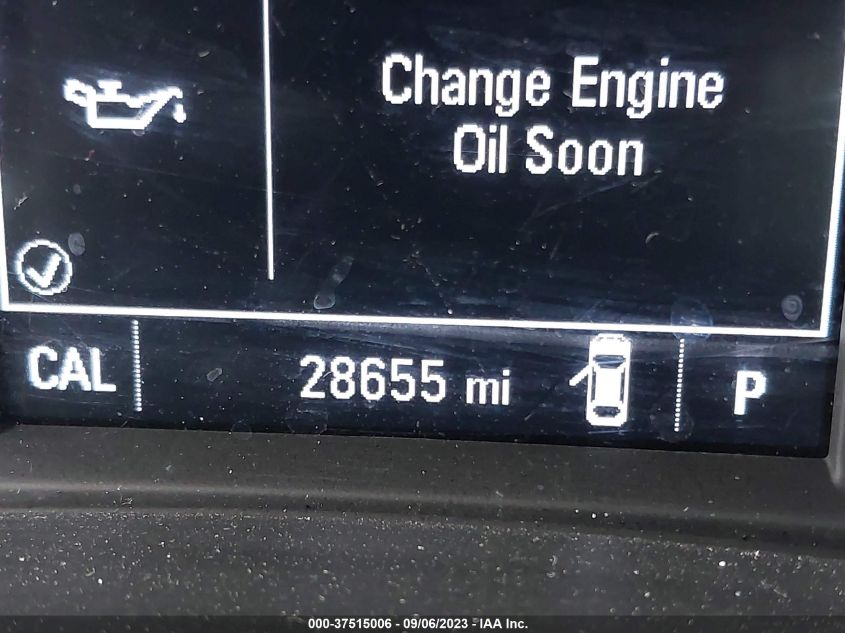 Change Engine
Oil Soon
CAL 28655 mi P
000-37515006 - 09/06/2023 - IAA Inc.